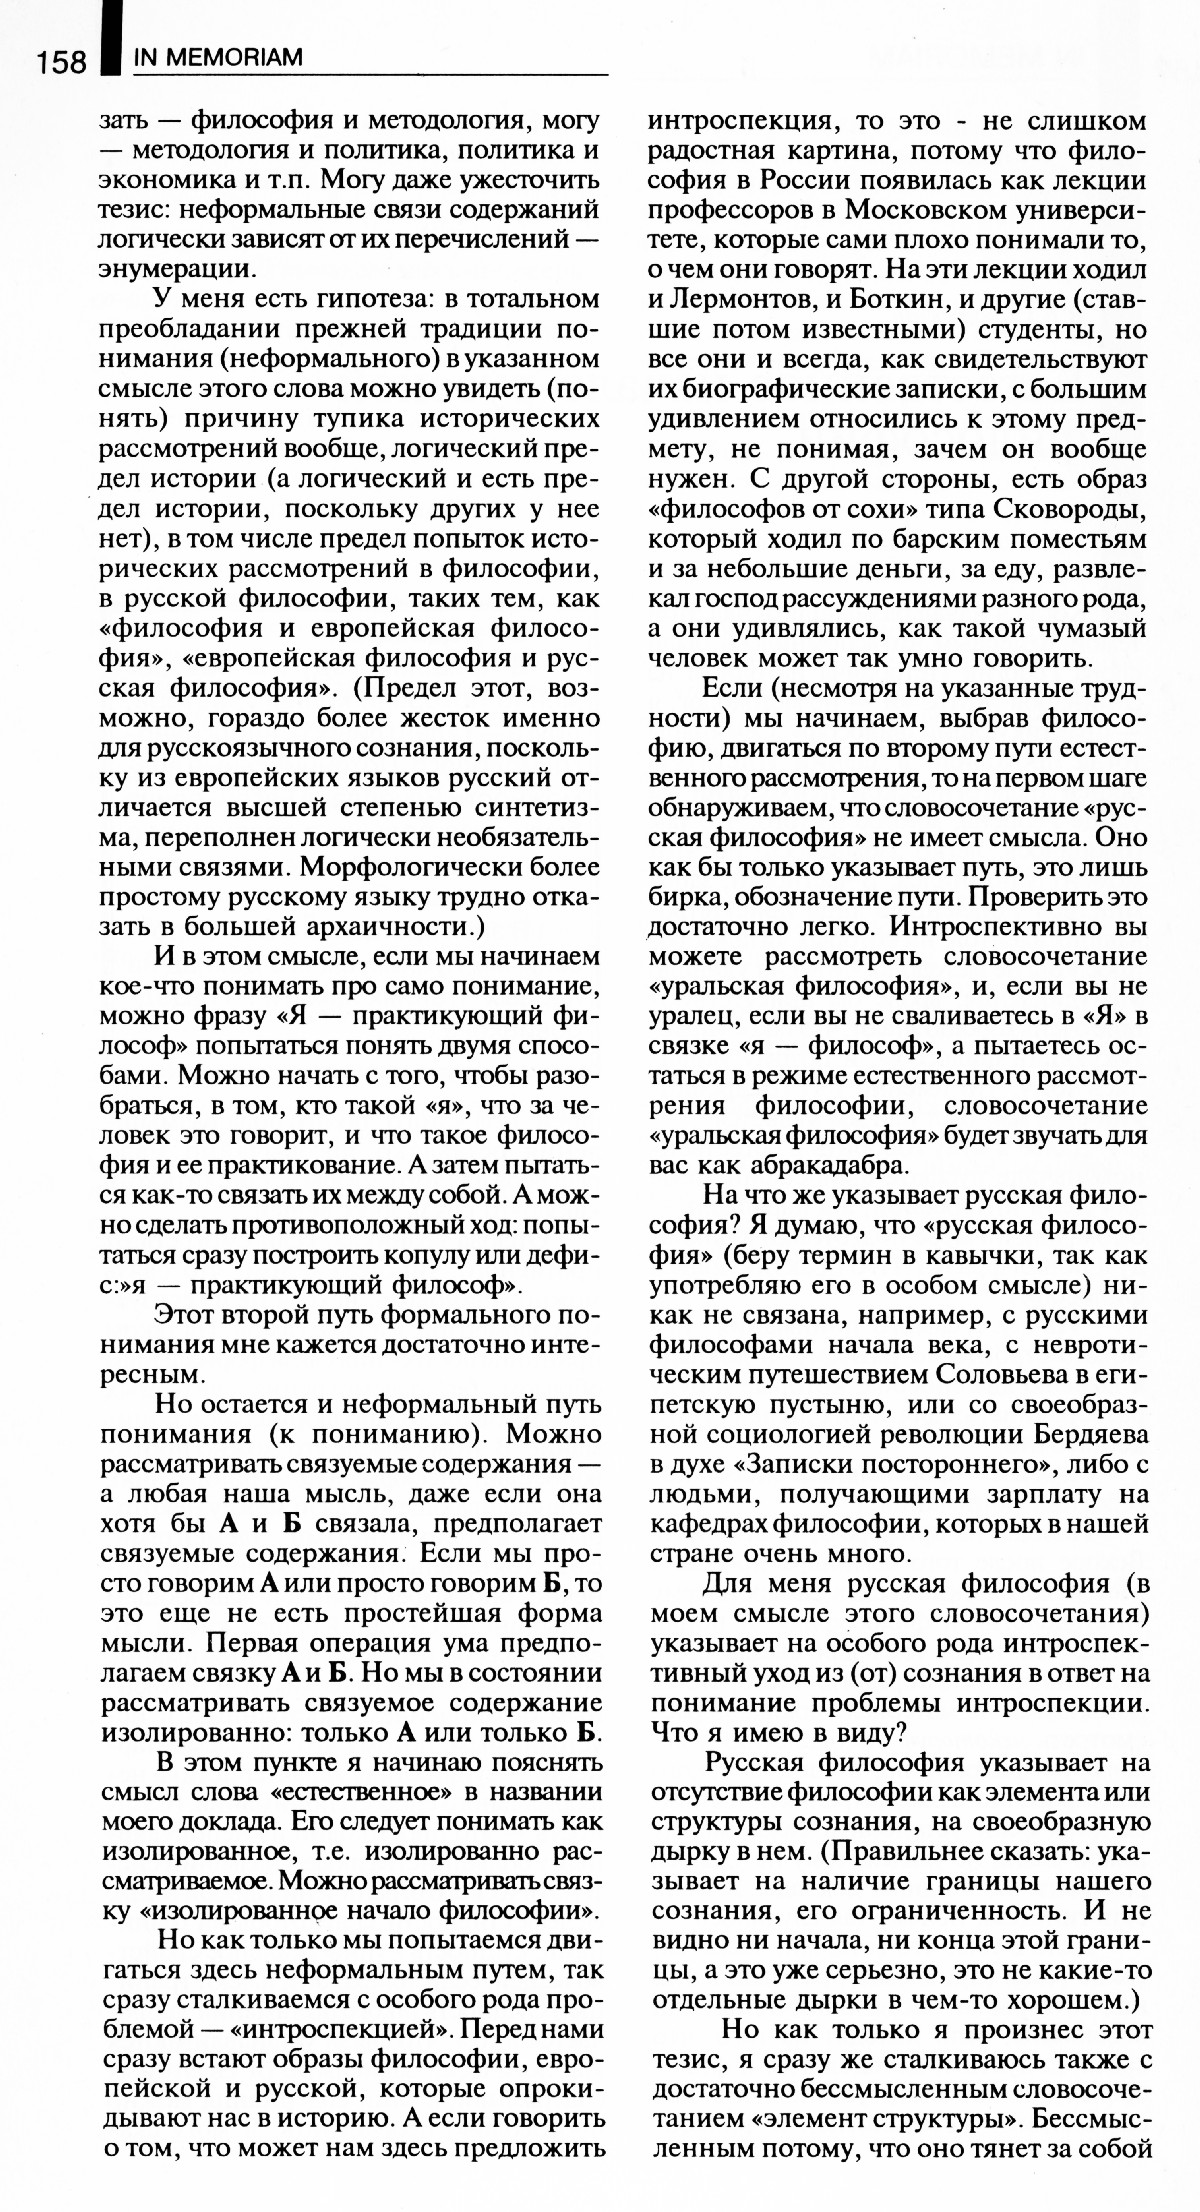 158
IN MEMORIAM
зать — философия и методология, могу
— методология и политика, политика и
экономика и т.п. Могу даже ужесточить
тезис: неформальные связи содержаний
логически зависят от их перечислений —
энумерации.
У меня есть гипотеза: в тотальном
преобладании прежней традиции по-
нимания (неформального) в указанном
смысле этого слова можно увидеть (по-
нять) причину тупика исторических
рассмотрений вообще, логический пре-
дел истории (а логический и есть пре-
дел истории, поскольку других у нее
нет), в том числе предел попыток исто-
рических рассмотрений в философии,
в русской философии, таких тем, как
«философия и европейская филосо-
фия», «европейская философия и рус-
ская философия». (Предел этот, воз-
можно, гораздо более жесток именно
для русскоязычного сознания, посколь-
ку из европейских языков русский от-
личается высшей степенью синтетиз-
ма, переполнен логически необязатель-
ными связями. Морфологически более
простому русскому языку трудно отка-
зать в большей архаичности.)
И в этом смысле, если мы начинаем
кое-что понимать про само понимание,
можно фразу «Я — практикующий фи-
лософ» попытаться понять двумя спосо-
бами. Можно начать с того, чтобы разо-
браться, в том, кто такой «я», что за че-
ловек это говорит, и что такое филосо-
фия и ее практикование. А затем пытать-
ся как-то связать их между собой. А мож-
но сделать противоположный ход: попы-
таться сразу построить копулу или дефи-
с:»я — практикующий философ».
Этот второй путь формального по-
нимания мне кажется достаточно инте-
ресным.
Но остается и неформальный путь
понимания (к пониманию). Можно
рассматривать связуемые содержания —
а любая наша мысль, даже если она
хотя бы А и Б связала, предполагает
связуемые содержания. Если мы про-
сто говорим А или просто говорим Б, то
это еще не есть простейшая форма
мысли. Первая операция ума предпо-
лагаем связку А и Б. Но мы в состоянии
рассматривать связуемое содержание
изолированно: только А или только Б.
В этом пункте я начинаю пояснять
смысл слова «естественное» в названии
моего доклада. Его следует понимать как
изолированное, т.е. изолированно рас-
сматриваемое. Можно рассматривать связ-
ку «изолированное начало философии».
Но как только мы попытаемся дви-
гаться здесь неформальным путем, так
сразу сталкиваемся с особого рода про-
блемой — «интроспекцией». Перед нами
сразу встают образы философии, евро-
пейской и русской, которые опроки-
дывают нас в историю. А если говорить
о том, что может нам здесь предложить
интроспекция, то это - не слишком
радостная картина, потому что фило-
софия в России появилась как лекции
профессоров в Московском универси-
тете, которые сами плохо понимали то,
о чем они говорят. На эти лекции ходил
и Лермонтов, и Боткин, и другие (став-
шие потом известными) студенты, но
все они и всегда, как свидетельствуют
их биографические записки, с большим
удивлением относились к этому пред-
мету, не понимая, зачем он вообще
нужен. С другой стороны, есть образ
«философов от сохи» типа Сковороды,
который ходил по барским поместьям
и за небольшие деньги, за еду, развле-
кал господ рассуждениями разного рода,
а они удивлялись, как такой чумазый
человек может так умно говорить.
Если (несмотря на указанные труд-
ности) мы начинаем, выбрав филосо-
фию, двигаться по второму пути естест-
венного рассмотрения, то на первом шаге
обнаруживаем, что словосочетание «рус-
ская философия» не имеет смысла. Оно
как бы только указывает путь, это лишь
бирка, обозначение пути. Проверить это
достаточно легко. Интроспективно вы
можете рассмотреть словосочетание
«уральская философия», и, если вы не
уралец, если вы не сваливаетесь в «Я» в
связке «я — философ», а пытаетесь ос-
таться в режиме естественного рассмот-
рения философии, словосочетание
«уральская философия» будет звучать для
вас как абракадабра.
На что же указывает русская фило-
софия? Я думаю, что «русская филосо-
фия» (беру термин в кавычки, так как
употребляю его в особом смысле) ни-
как не связана, например, с русскими
философами начала века, с невроти-
ческим путешествием Соловьева в еги-
петскую пустыню, или со своеобраз-
ной социологией революции Бердяева
в духе «Записки постороннего», либо с
людьми, получающими зарплату на
кафедрах философии, которых в нашей
стране очень много.
Для меня русская философия (в
моем смысле этого словосочетания)
указывает на особого рода интроспек-
тивный уход из (от) сознания в ответ на
понимание проблемы интроспекции.
Что я имею в виду?
Русская философия указывает на
отсутствие философии как элемента или
структуры сознания, на своеобразную
дырку в нем. (Правильнее сказать: ука-
зывает на наличие границы нашего
сознания, его ограниченность. И не
видно ни начала, ни конца этой грани-
цы, а это уже серьезно, это не какие-то
отдельные дырки в чем-то хорошем.)
Но как только я произнес этот
тезис, я сразу же сталкиваюсь также с
достаточно бессмысленным словосоче-
танием «элемент структуры». Бессмыс-
ленным потому, что оно тянет за собой